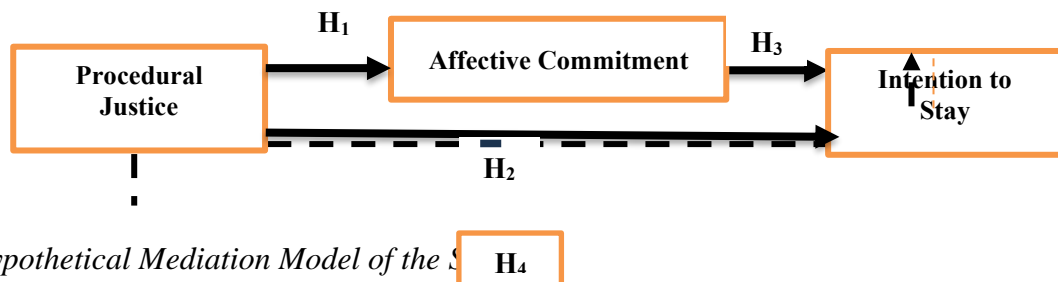 H₁
Affective Commitment
H₃
Procedural
Justice
Intention to
Stay
H₂
ypothetical Mediation Model of the S
H₄